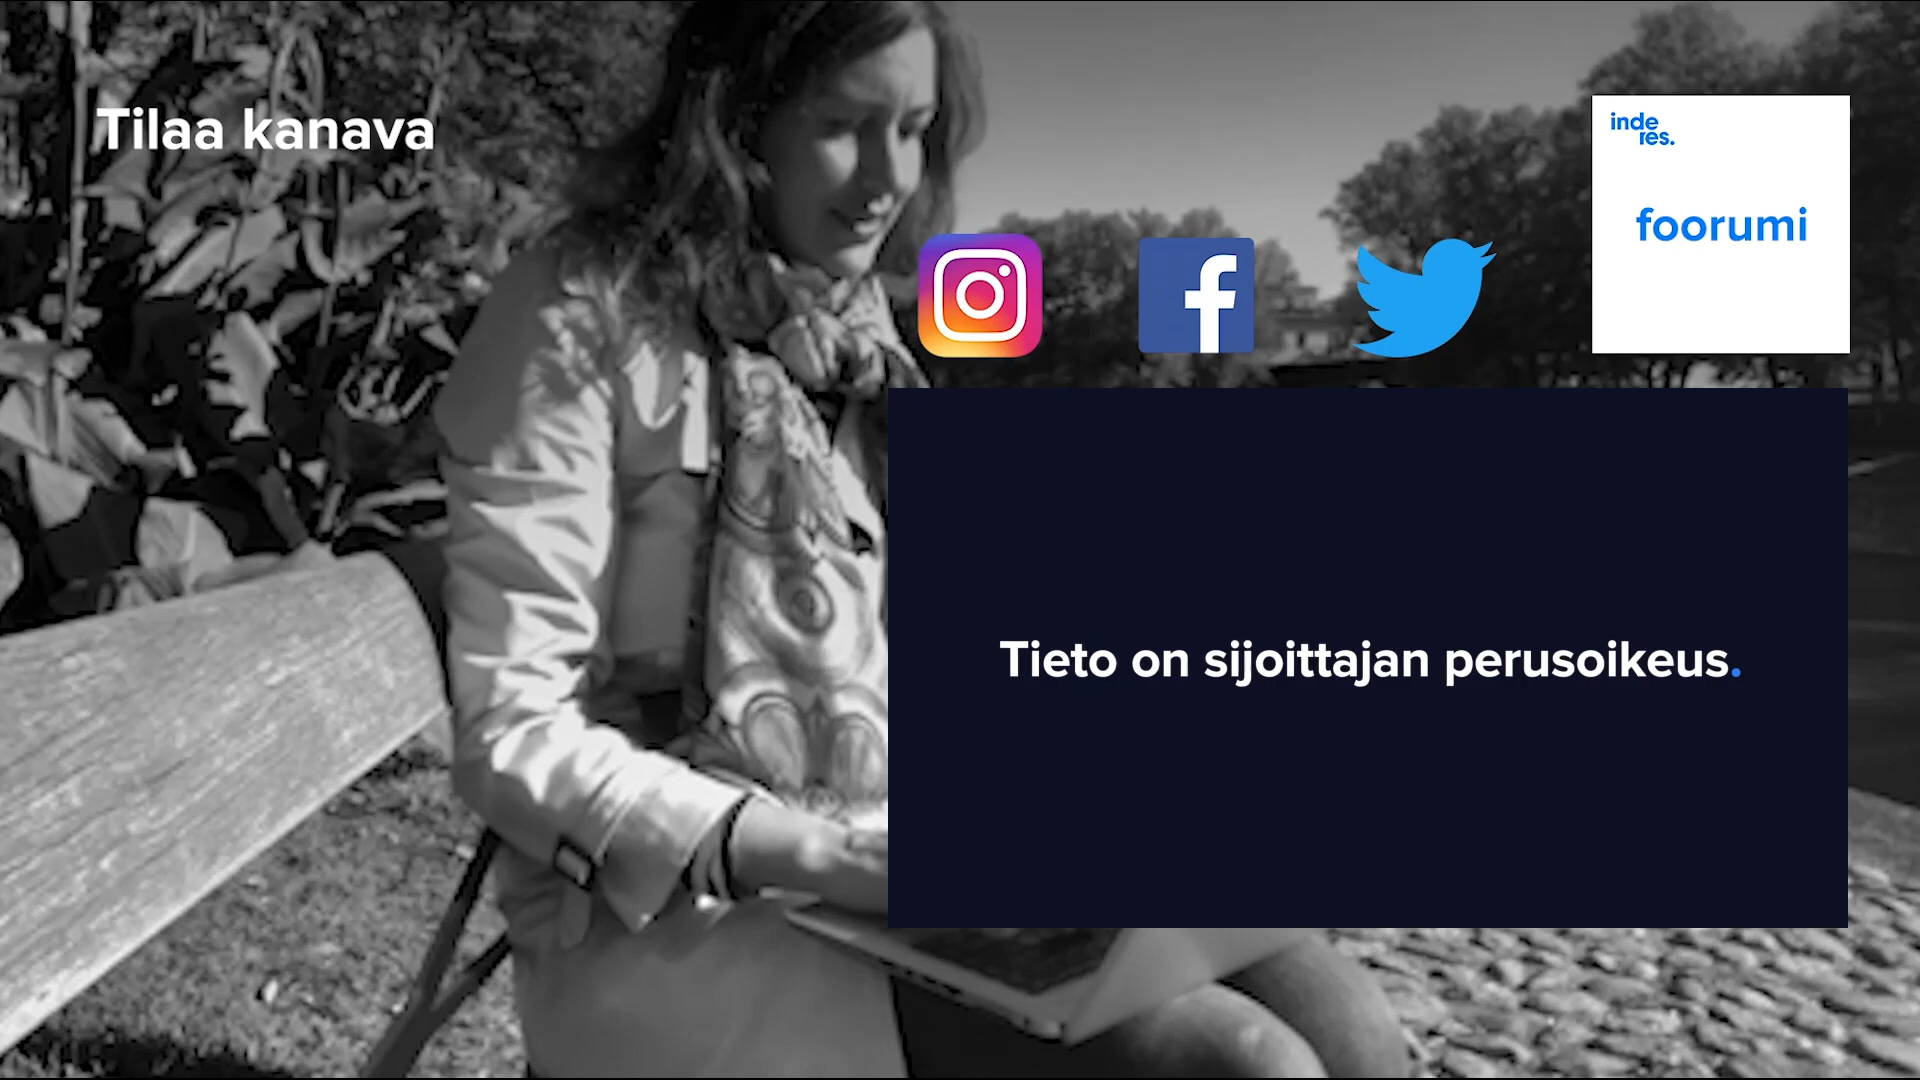 Tilaa kanava
inde
res.
foorumi
Tieto on sijoittajan perusoikeus.